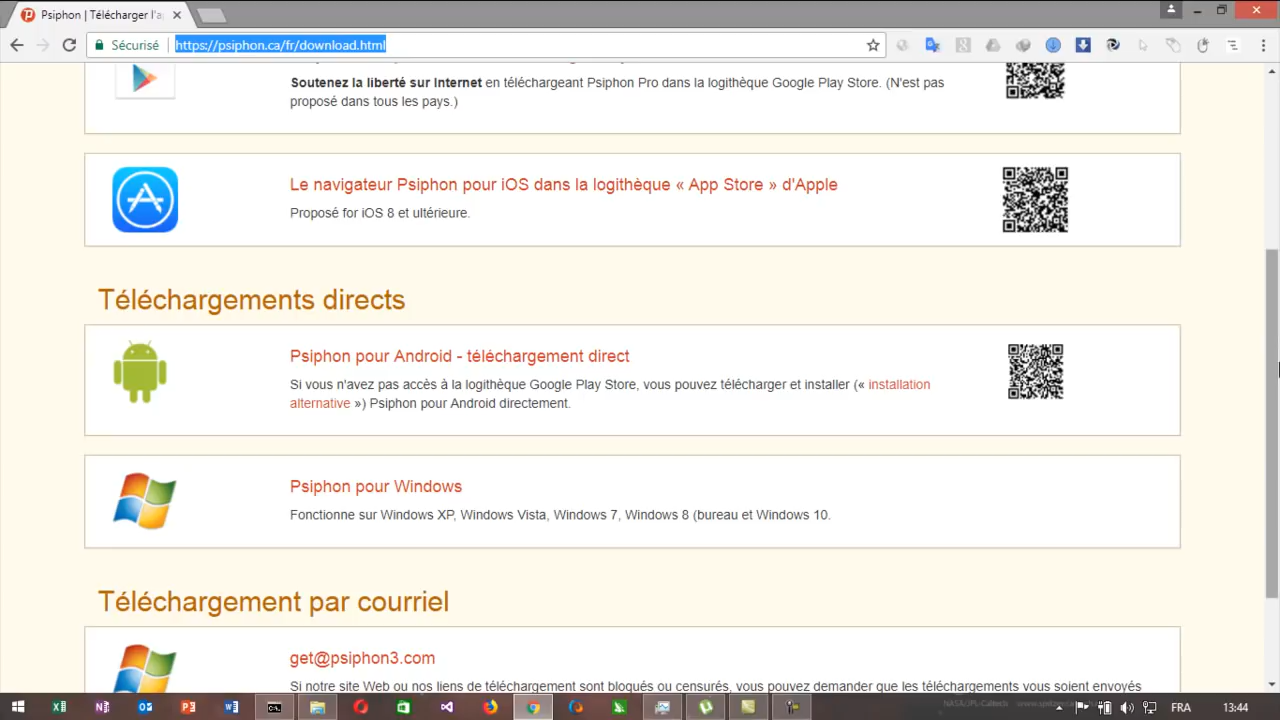 Psiphon | Télécharger l'a
Sécurisé
https://psiphon.ca/fr/download.html
Soutenez la liberté sur Internet en téléchargeant Psiphon Pro dans la logithèque Google Play Store. (N'est pas
proposé dans tous les pays.)
Le navigateur Psiphon pour iOS dans la logithèque « App Store » d'Apple
Proposé for iOS 8 et ultérieure.
Téléchargements directs
Psiphon pour Android - téléchargement direct
Si vous n'avez pas accès à la logithèque Google Play Store, vous pouvez télécharger et installer (« installation
alternative ») Psiphon pour Android directement.
Psiphon pour Windows
Fonctionne sur Windows XP, Windows Vista, Windows 7, Windows 8 (bureau et Windows 10.
Téléchargement par courriel
get@psiphon3.com
Si notre site Web ou nos liens de téléchargement sont bloqués ou censurés, vous pouvez demander que les téléchargements vous soient envoyés
NASA/JPL-Caltech
FRA
13:44